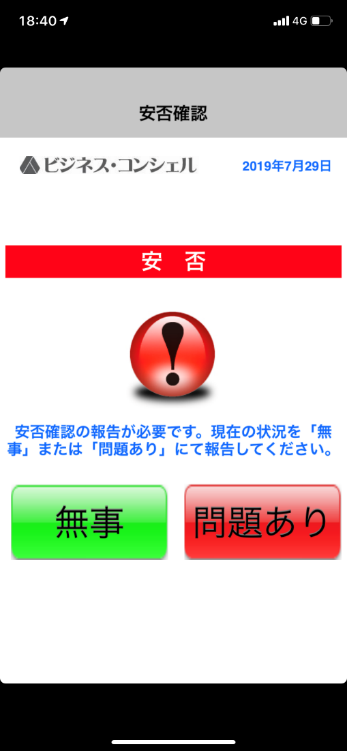 18:40 4G
安否確認
ビジネス・コンシェル 2019年7月29日
安 否
安否確認の報告が必要です。現在の状況を「無
事」または「問題あり」にて報告してください。
無事 問題あり